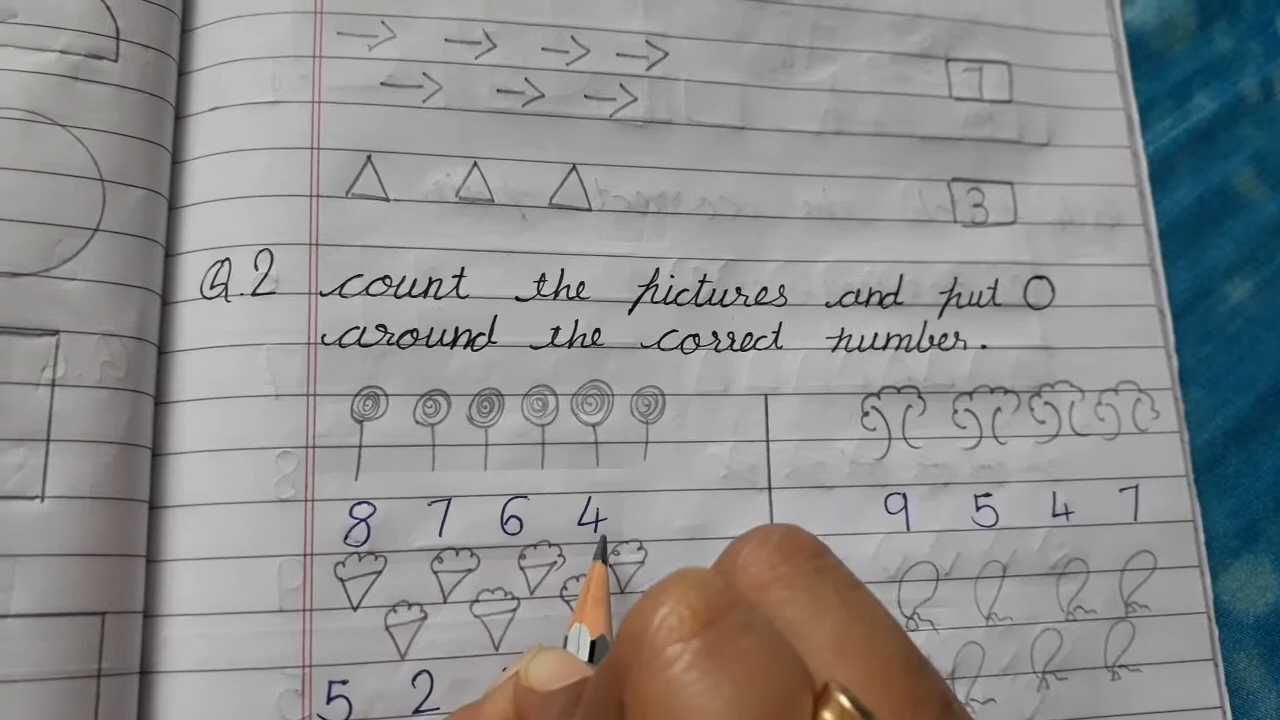 7
3
Q.2 count the pictures and put O
around the correct number.
8 7 6 4
9 5 4 7
5 2